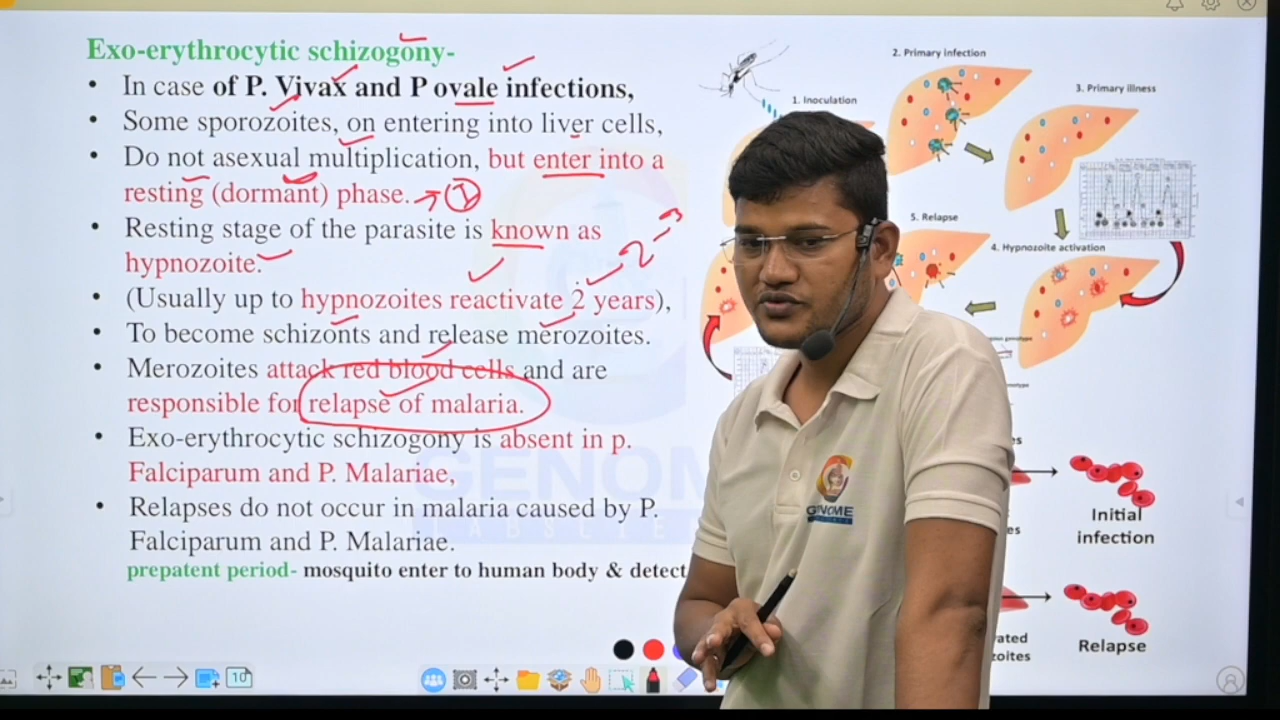 Exo-erythrocytic schizogony-
• In case of P. Vivax and P ovale infections,
• Some sporozoites, on entering into liver cells,
• Do not asexual multiplication, but enter into a
resting (dormant) phase.
• Resting stage of the parasite is known as
hypnozoite.
• (Usually up to hypnozoites reactivate 2 years),
• To become schizonts and release merozoites.
• Merozoites attack red blood cells and are
responsible for relapse of malaria.
• Exo-erythrocytic schizogony is absent in p.
Falciparum and P. Malariae,
• Relapses do not occur in malaria caused by P.
Falciparum and P. Malariae.
prepatent period- mosquito enter to human body & detect
2 - 3
1. Inoculation
2. Primary infection
3. Primary illness
4. Hypnozoite activation
5. Relapse
Initial
infection
Relapse
GENOME
10